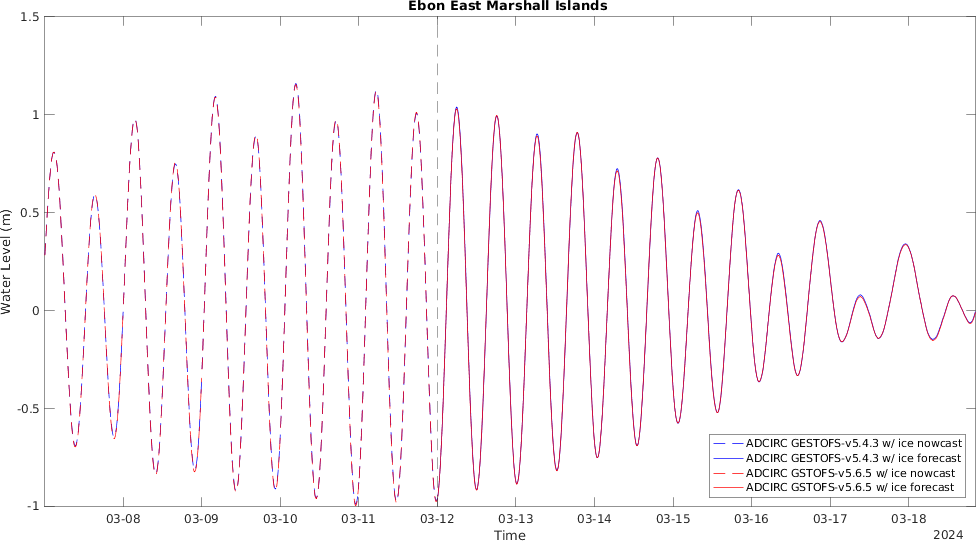 Ebon East Marshall Islands
Water Level (m)
1.5
1
0.5
0
-0.5
-1
ADCIRC GESTOFS-v5.4.3 w/ ice nowcast
ADCIRC GESTOFS-v5.4.3 w/ ice forecast
ADCIRC GSTOFS-v5.6.5 w/ ice nowcast
ADCIRC GSTOFS-v5.6.5 w/ ice forecast
03-08 03-09 03-10 03-11 03-12 03-13 03-14 03-15 03-16 03-17 03-18
Time
2024